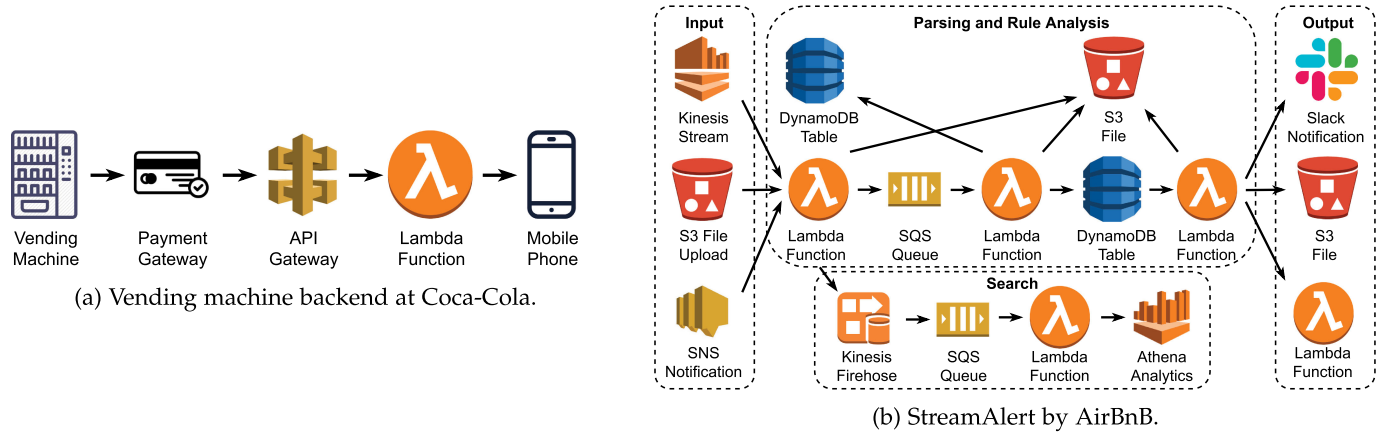 Vending
Machine
Payment
Gateway
API
Gateway
Lambda
Function
Mobile
Phone
(a) Vending machine backend at Coca-Cola.
Input
Kinesis
Stream
S3 File
Upload
SNS
Notification
Parsing and Rule Analysis
DynamoDB
Table
S3
File
Lambda
Function
SQS
Queue
Lambda
Function
DynamoDB
Table
Lambda
Function
Search
Kinesis
Firehose
SQS
Queue
Lambda
Function
Athena
Analytics
Output
Slack
Notification
S3
File
Lambda
Function
(b) StreamAlert by AirBnB.